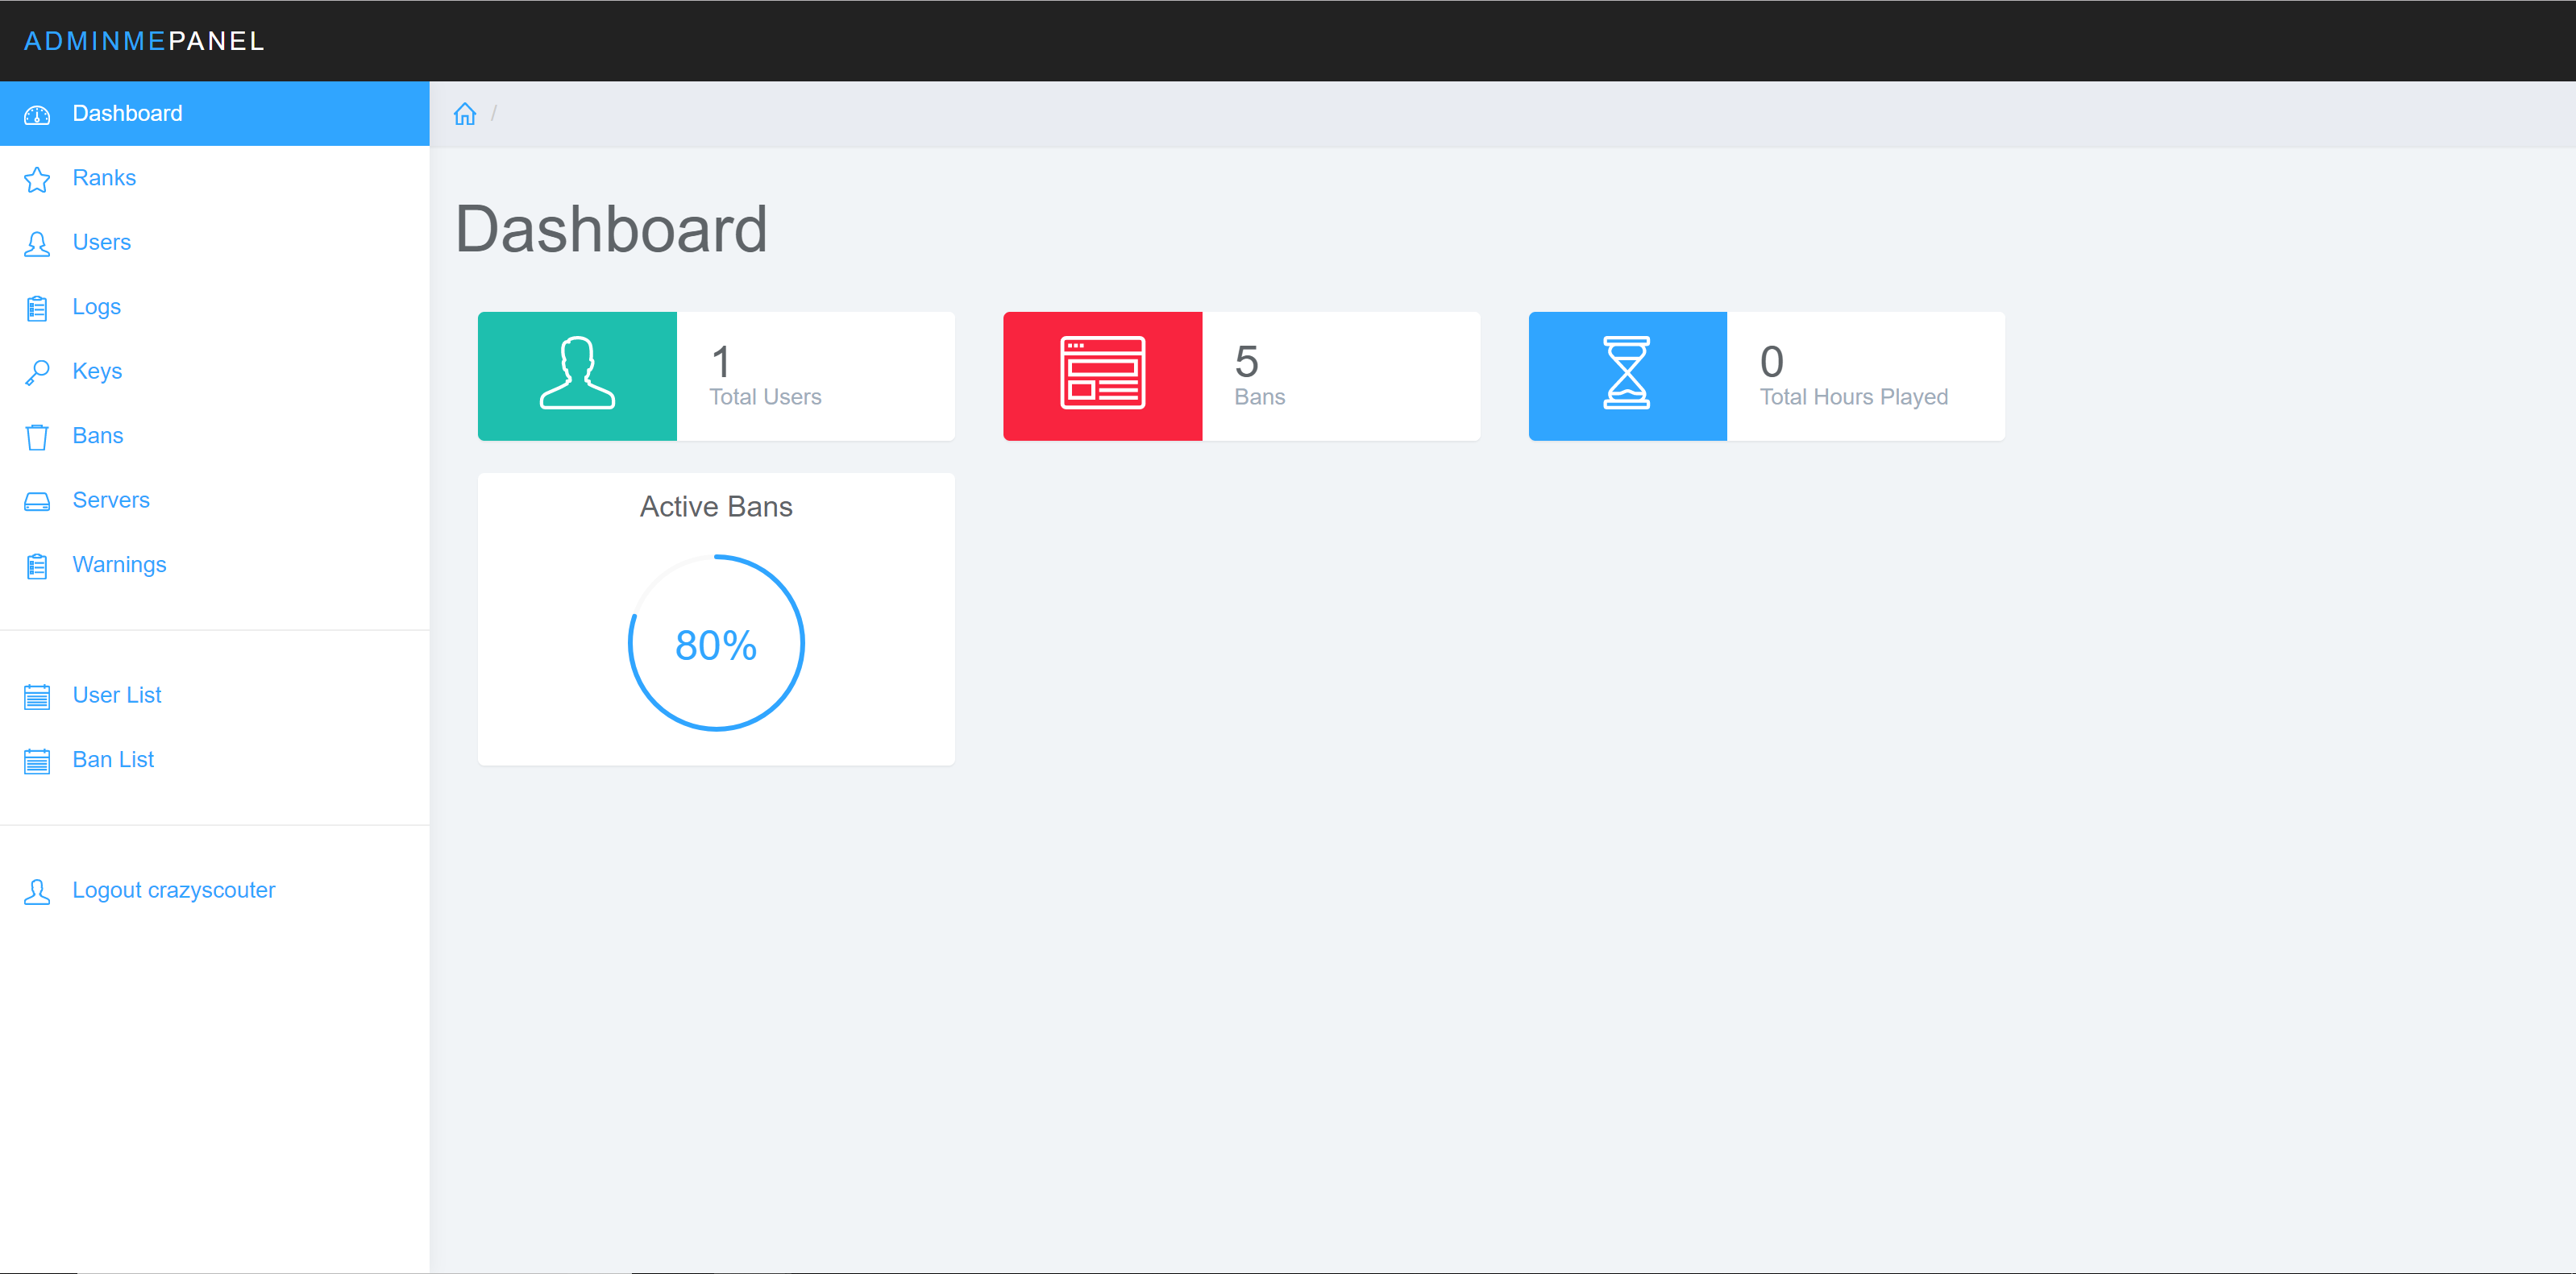 ADMINMEPANEL
Dashboard
Ranks
Users
Logs
Keys
Bans
Servers
Warnings
User List
Ban List
Logout crazyscouter
/
Dashboard
1
Total Users
5
Bans
0
Total Hours Played
Active Bans
80%